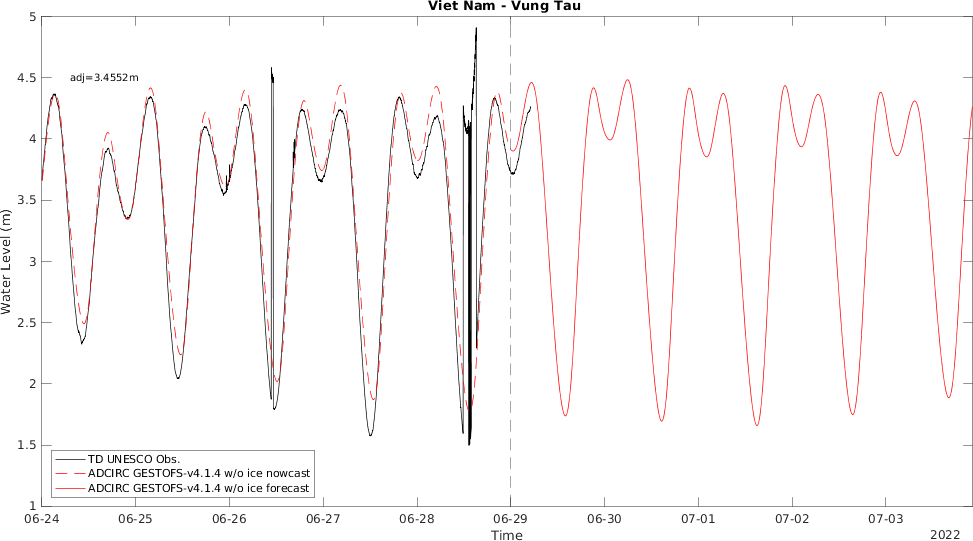 Viet Nam - Vung Tau
adj=3.4552m
Water Level (m)
5
4.5
4
3.5
3
2.5
2
1.5
1
TD UNESCO Obs.
ADCIRC GESTOFS-v4.1.4 w/o ice nowcast
ADCIRC GESTOFS-v4.1.4 w/o ice forecast
06-24 06-25 06-26 06-27 06-28 06-29 06-30 07-01 07-02 07-03
Time
2022